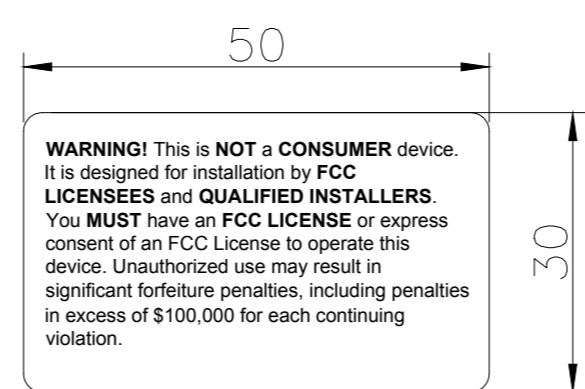 50
WARNING! This is NOT a CONSUMER device.
It is designed for installation by FCC
LICENSEES and QUALIFIED INSTALLERS.
You MUST have an FCC LICENSE or express
consent of an FCC License to operate this
device. Unauthorized use may result in
significant forfeiture penalties, including penalties
in excess of $100,000 for each continuing
violation.
30